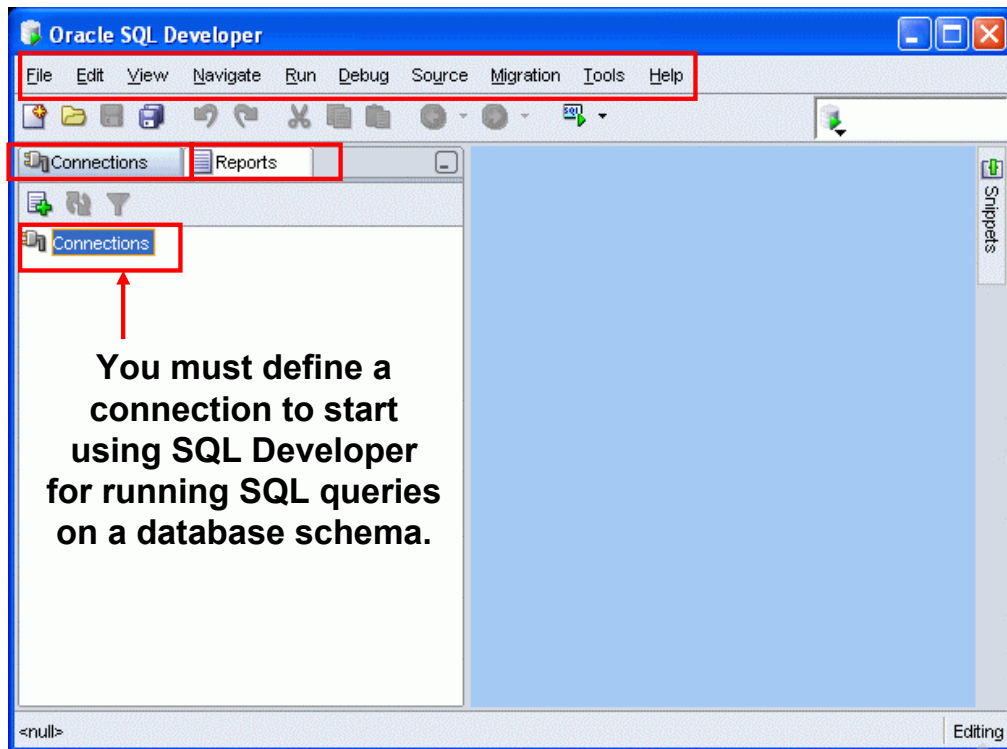 Oracle SQL Developer
File Edit View Navigate Run Debug Source Migration Tools Help
SQL
Connections Reports
Connections
Snippets
You must define a
connection to start
using SQL Developer
for running SQL queries
on a database schema.
<null> Editing